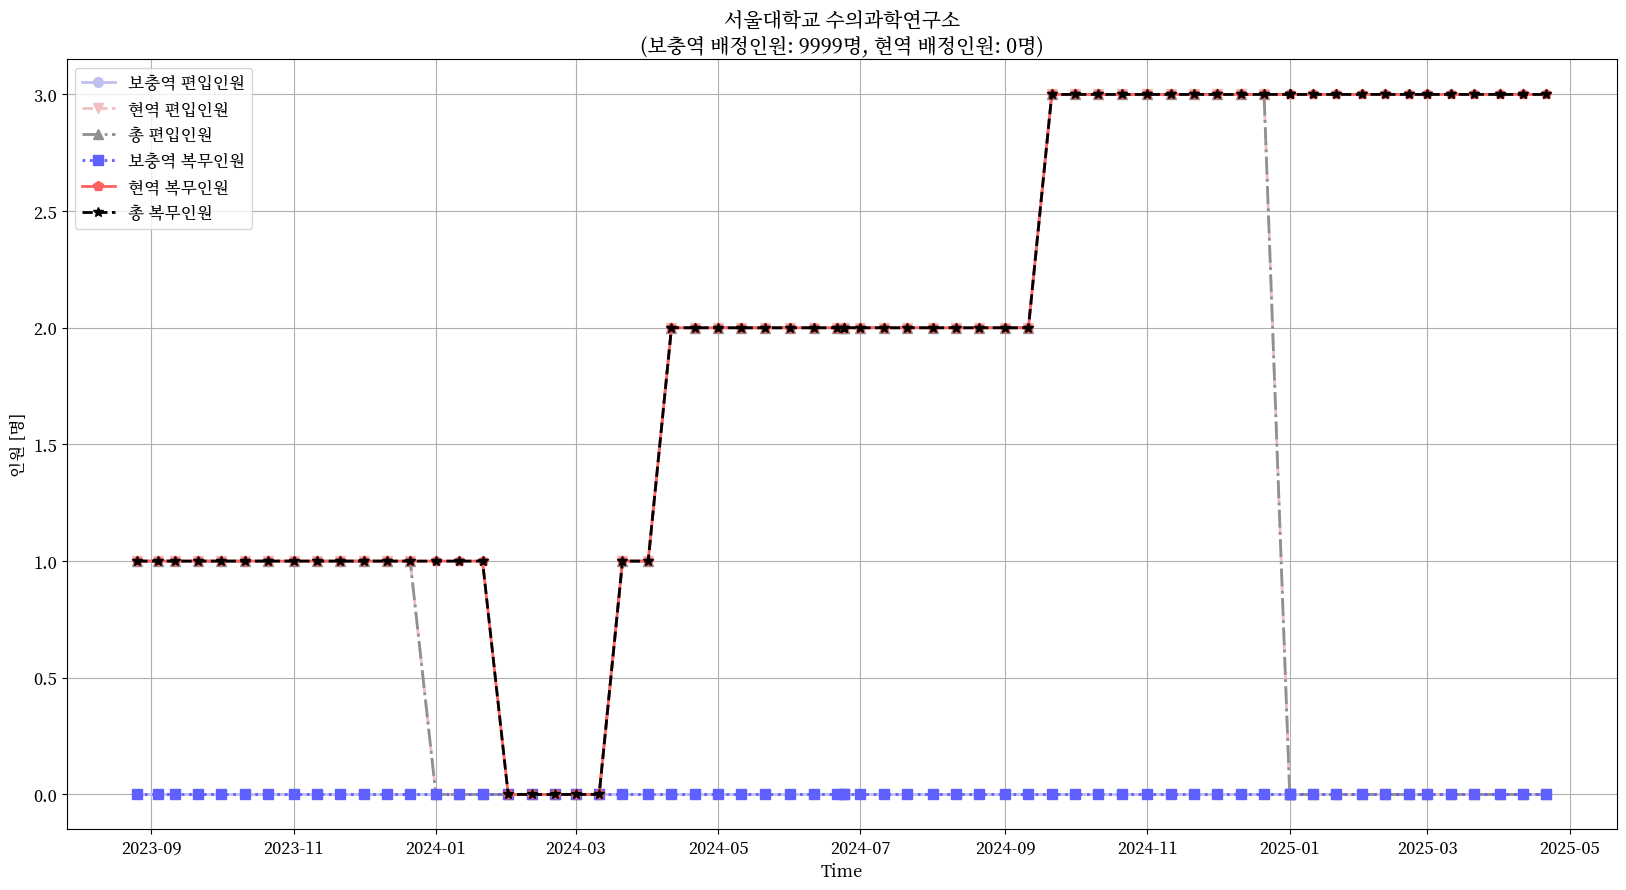 서울대학교 수의과학연구소
(보충역 배정인원: 9999명, 현역 배정인원: 0명)
보충역 편입인원
현역 편입인원
총 편입인원
보충역 복무인원
현역 복무인원
총 복무인원
3.0
2.5
2.0
1.5
1.0
0.5
0.0
인원 [명]
2023-09 2023-11 2024-01 2024-03 2024-05 2024-07 2024-09 2024-11 2025-01 2025-03 2025-05
Time